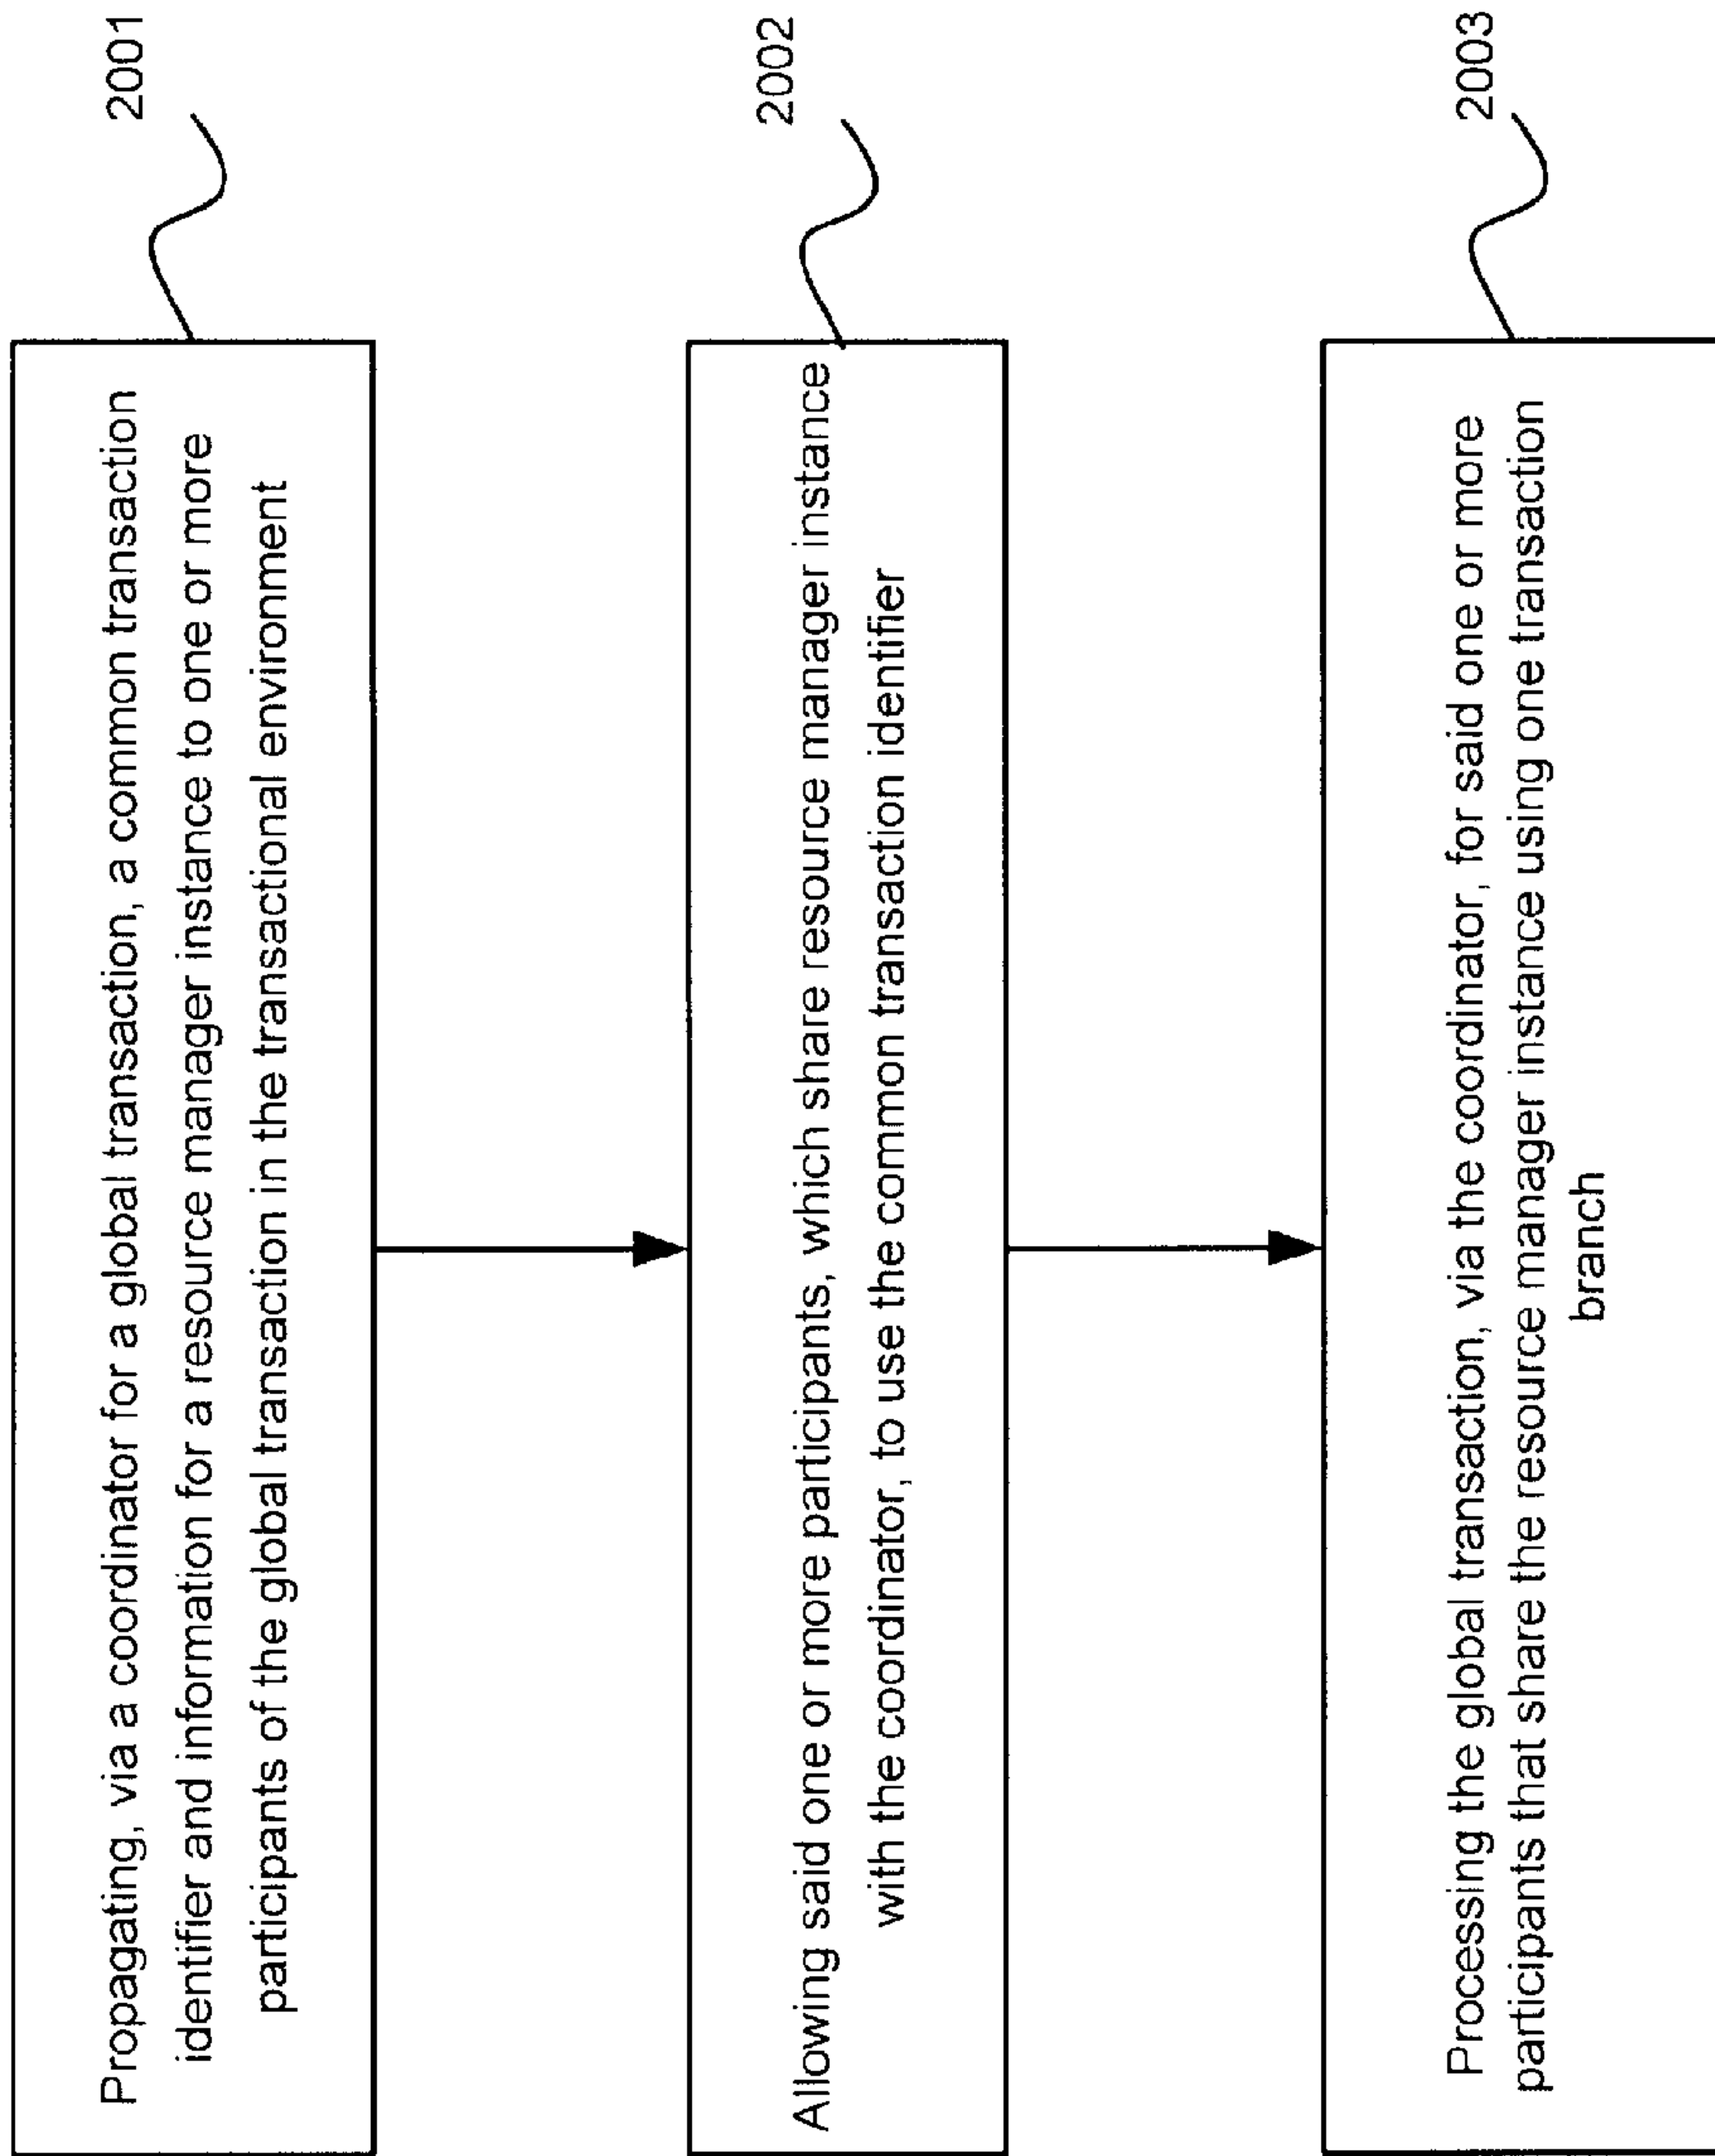 Propagating, via a coordinator for a global transaction, a common transaction
identifier and information for a resource manager instance to one or more
participants of the global transaction in the transactional environment
2001
Allowing said one or more participants, which share resource manager instance
with the coordinator, to use the common transaction identifier
2002
Processing the global transaction, via the coordinator, for said one or more
participants that share the resource manager instance using one transaction
branch
2003